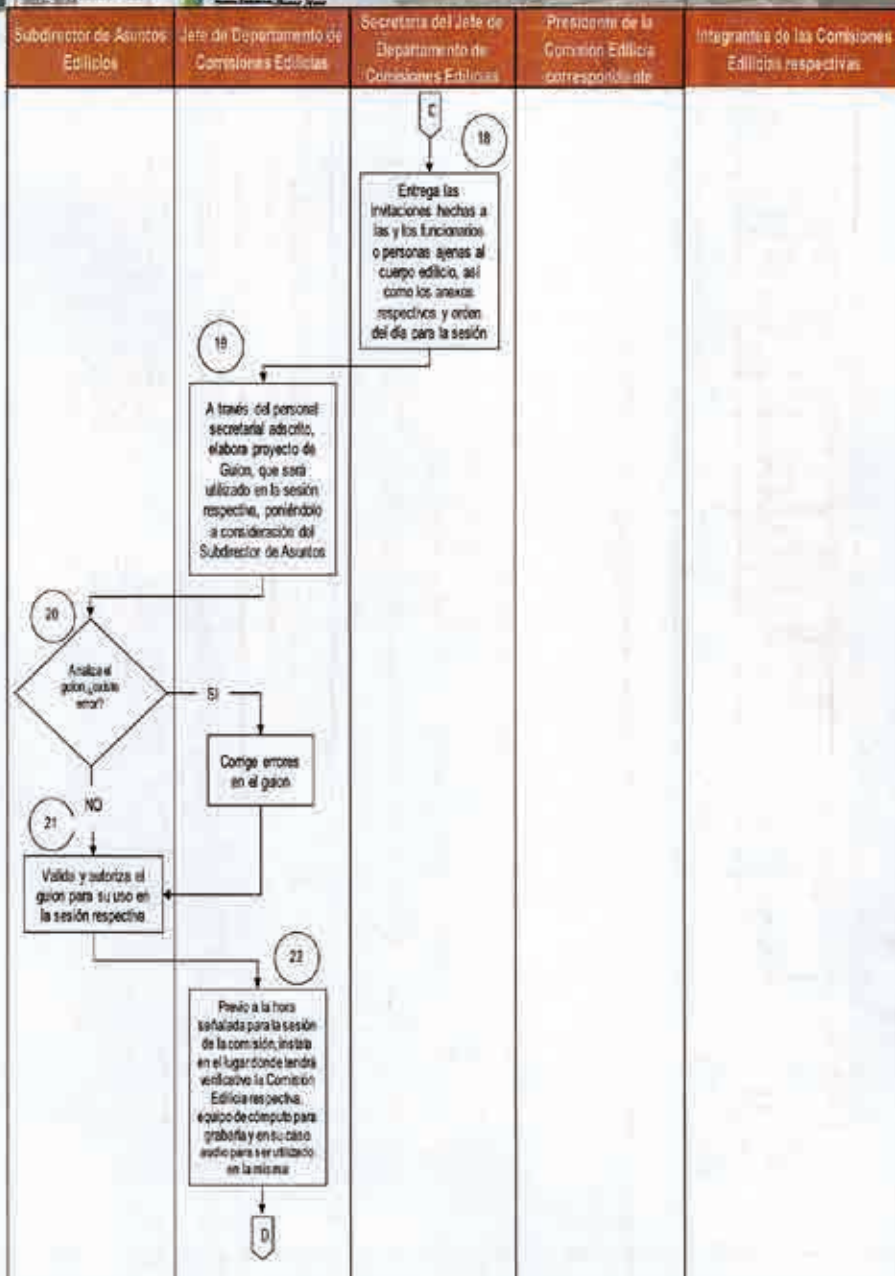 Subdirector de Asuntos
Edilicios
Jefe de Departamento de
Comisiones Edilicias
Secretaria del Jefe de
Departamento de
Comisiones Edilicias
Presidente de la
Comisión Edilicia
correspondiente
Integrantes de las Comisiones
Edilicias respectivas
18
Entrega las
invitaciones hechas a
las y los funcionarios
o personas ajenas al
cuerpo edilicio, así
como los anexos
respectivos y orden
del día para la sesión
19
A través del personal
secretarial adscrito,
elabora proyecto de
Guion, que será
utilizado en la sesión
respectiva, poniéndolo
a consideración del
Subdirector de Asuntos
20
Analiza el
guion ¿existe
error?
SI
Corrige errores
en el guion
NO
21
Valida y autoriza el
guion para su uso en
la sesión respectiva
22
Previo a la hora
señalada para la sesión
de la comisión, instala
en el lugar donde tendrá
verificativo la Comisión
Edilicia respectiva,
equipo de cómputo para
grabarla y en su caso
audio para ser utilizado
en la misma
D